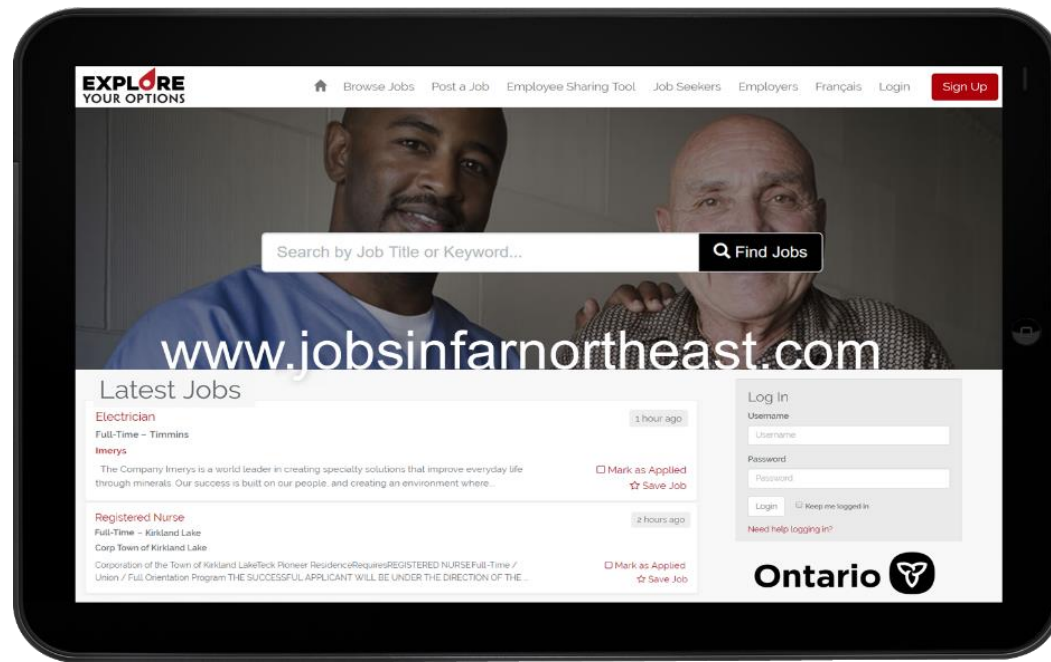 EXPLORE
YOUR OPTIONS
Browse Jobs Post a Job Employee Sharing Tool Job Seekers Employers Français Login Sign Up
Search by Job Title or Keyword... Find Jobs
www.jobsinfarnortheast.com
Latest Jobs
Electrician 1 hour ago
Full-Time – Timmins
Imerys
The Company Imerys is a world leader in creating specialty solutions that improve everyday life
through minerals. Our success is built on our people, and creating an environment where...
Mark as Applied
Save Job
Registered Nurse 2 hours ago
Full-Time – Kirkland Lake
Corp Town of Kirkland Lake
Corporation of the Town of Kirkland LakeTeck Pioneer ResidenceRequiresREGISTERED NURSEFull-Time /
Union / Full Orientation Program THE SUCCESSFUL APPLICANT WILL BE UNDER THE DIRECTION OF THE ...
Mark as Applied
Save Job
Log In
Username
Username
Password
Password
Login Keep me logged in
Need help logging in?
Ontario